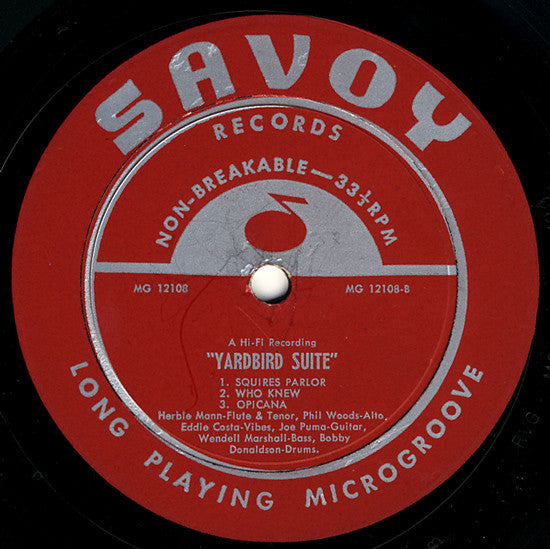 SAVOY
RECORDS
NON-BREAKABLE—33⅓RPM
MG 12108
MG 12108-B
A Hi-Fi Recording
"YARDBIRD SUITE"
1. SQUIRES PARLOR
2. WHO KNEW
3. OPICANA
Herbie Mann-Flute & Tenor, Phil Woods-Alto,
Eddie Costa-Vibes, Joe Puma-Guitar,
Wendell Marshall-Bass, Bobby
Donaldson-Drums.
LONG PLAYING MICROGROOVE